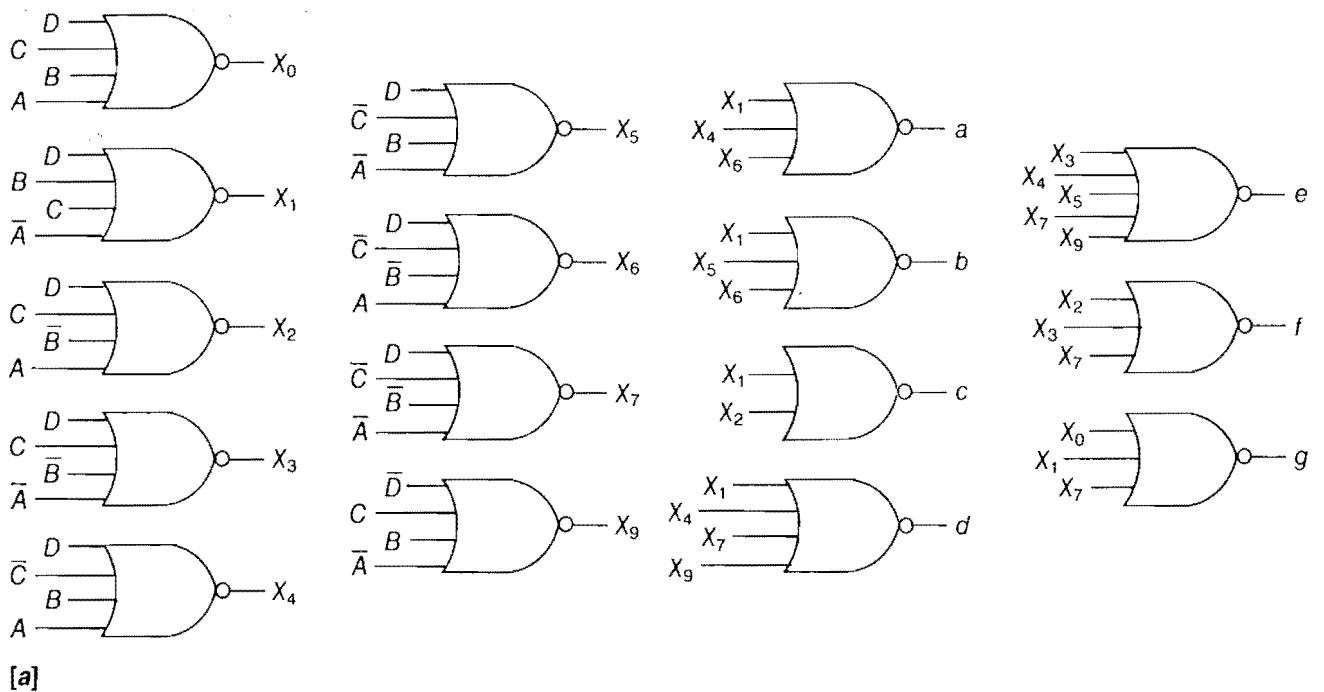 D
C
B
A
X₀
D
B
C
A̅
X₁
D
C
B̅
A
X₂
D
C
B̅
A̅
X₃
D
C̅
B
A
X₄
D
C̅
B
A̅
X₅
D
C̅
B̅
A
X₆
D
C̅
B̅
A̅
X₇
D̅
C
B
A̅
X₉
X₁
X₄
X₆
a
X₁
X₅
X₆
b
X₁
X₂
c
X₁
X₄
X₇
X₉
d
X₃
X₄
X₅
X₇
X₉
e
X₂
X₃
X₇
f
X₀
X₁
X₇
g
[a]